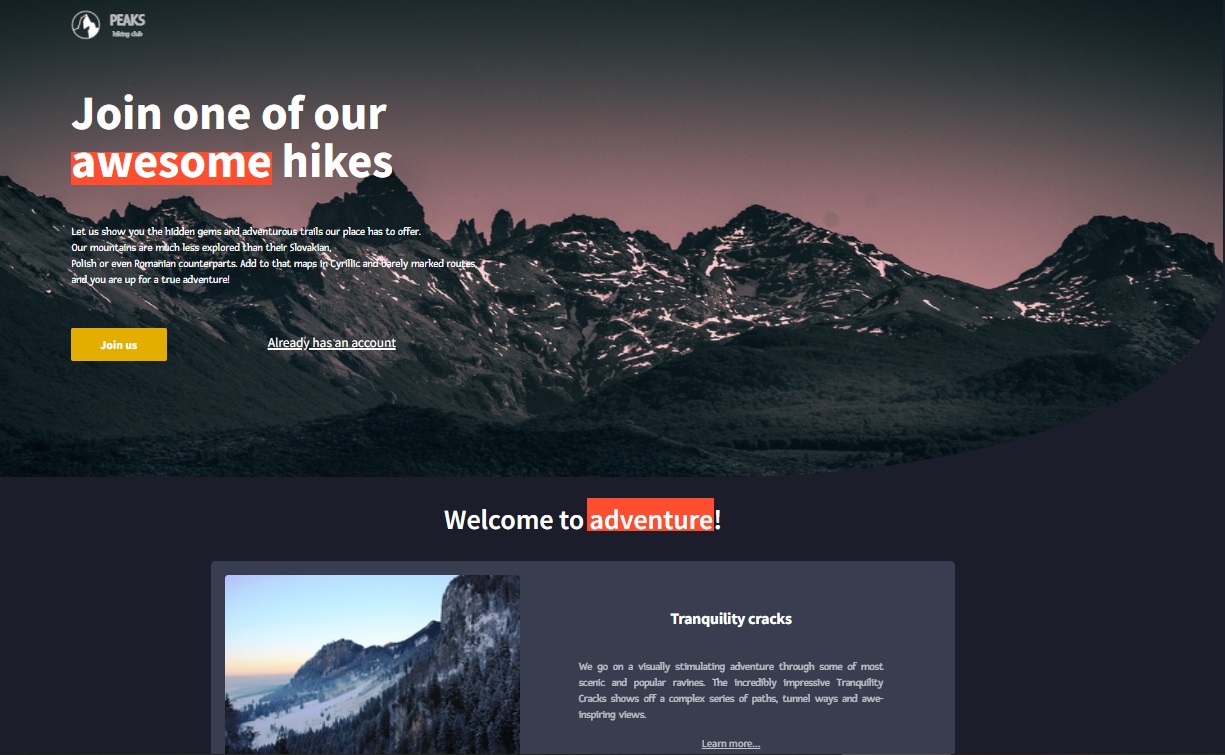 PEAKS
hiking club
Join one of our
awesome hikes
Let us show you the hidden gems and adventurous trails our place has to offer.
Our mountains are much less explored than their Slovakian,
Polish or even Romanian counterparts. Add to that maps in Cyrillic and barely marked routes,
and you are up for a true adventure!
Join us
Already has an account
Welcome to adventure!
Tranquility cracks
We go on a visually stimulating adventure through some of most
scenic and popular ravines. The incredibly impressive Tranquility
Cracks shows off a complex series of paths, tunnel ways and awe-
inspiring views.
Learn more...